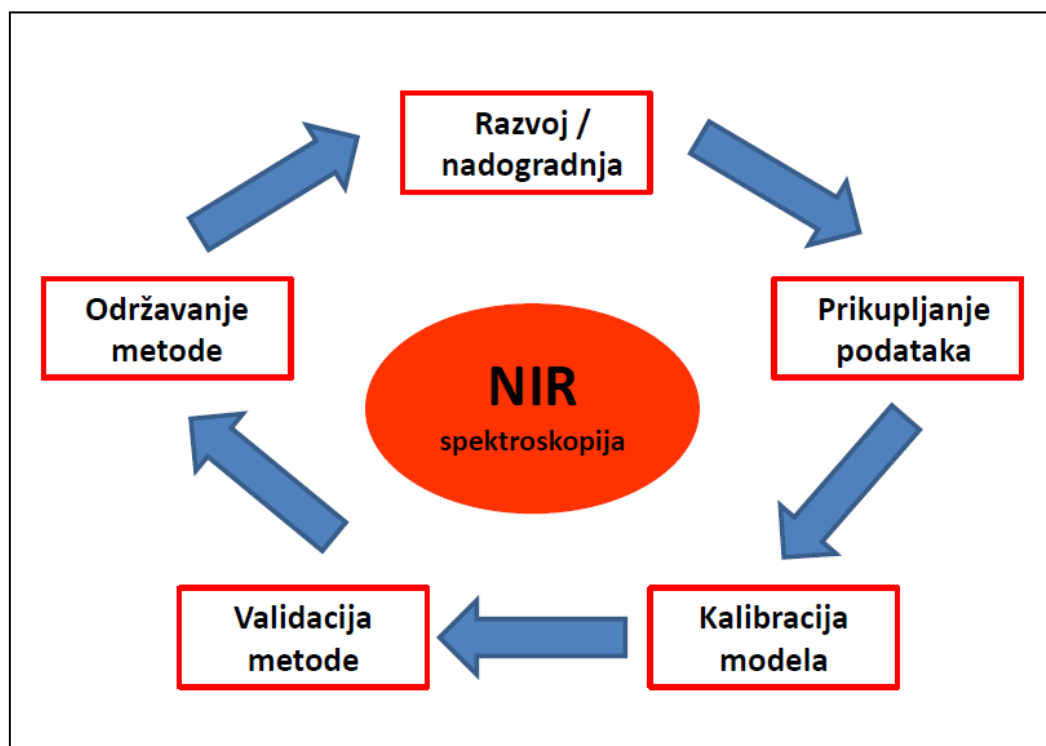 Razvoj /
nadogradnja
Prikupljanje
podataka
Kalibracija
modela
Validacija
metode
Održavanje
metode
NIR
spektroskopija